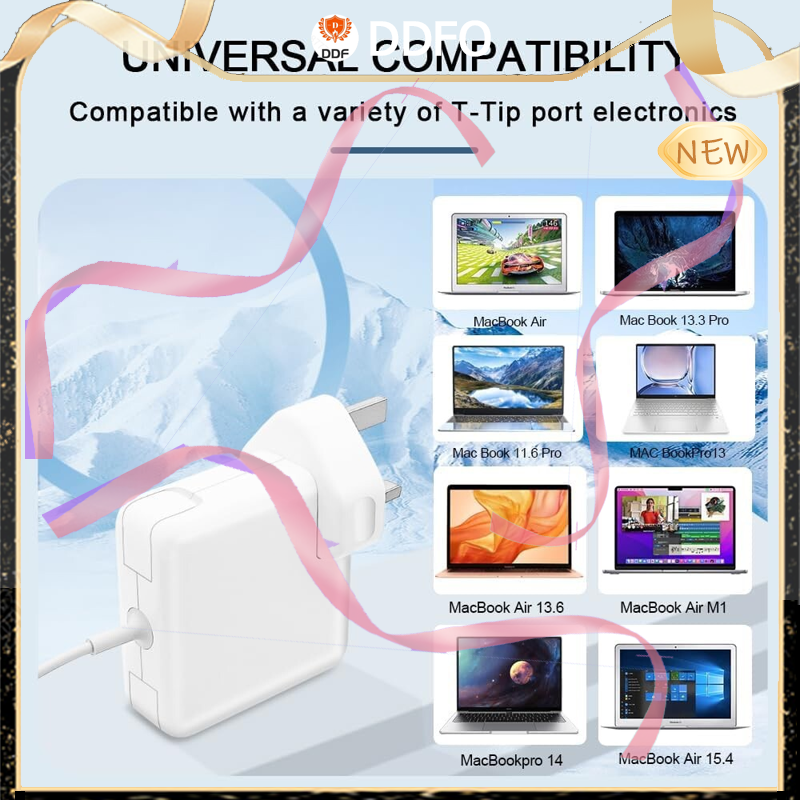 DDFO
DDF
UNIVERSAL COMPATIBILITY
Compatible with a variety of T-Tip port electronics
NEW
MacBook Air
Mac Book 13.3 Pro
Mac Book 11.6 Pro
MAC BookPro13
MacBook Air 13.6
MacBook Air M1
MacBookpro 14
MacBook Air 15.4